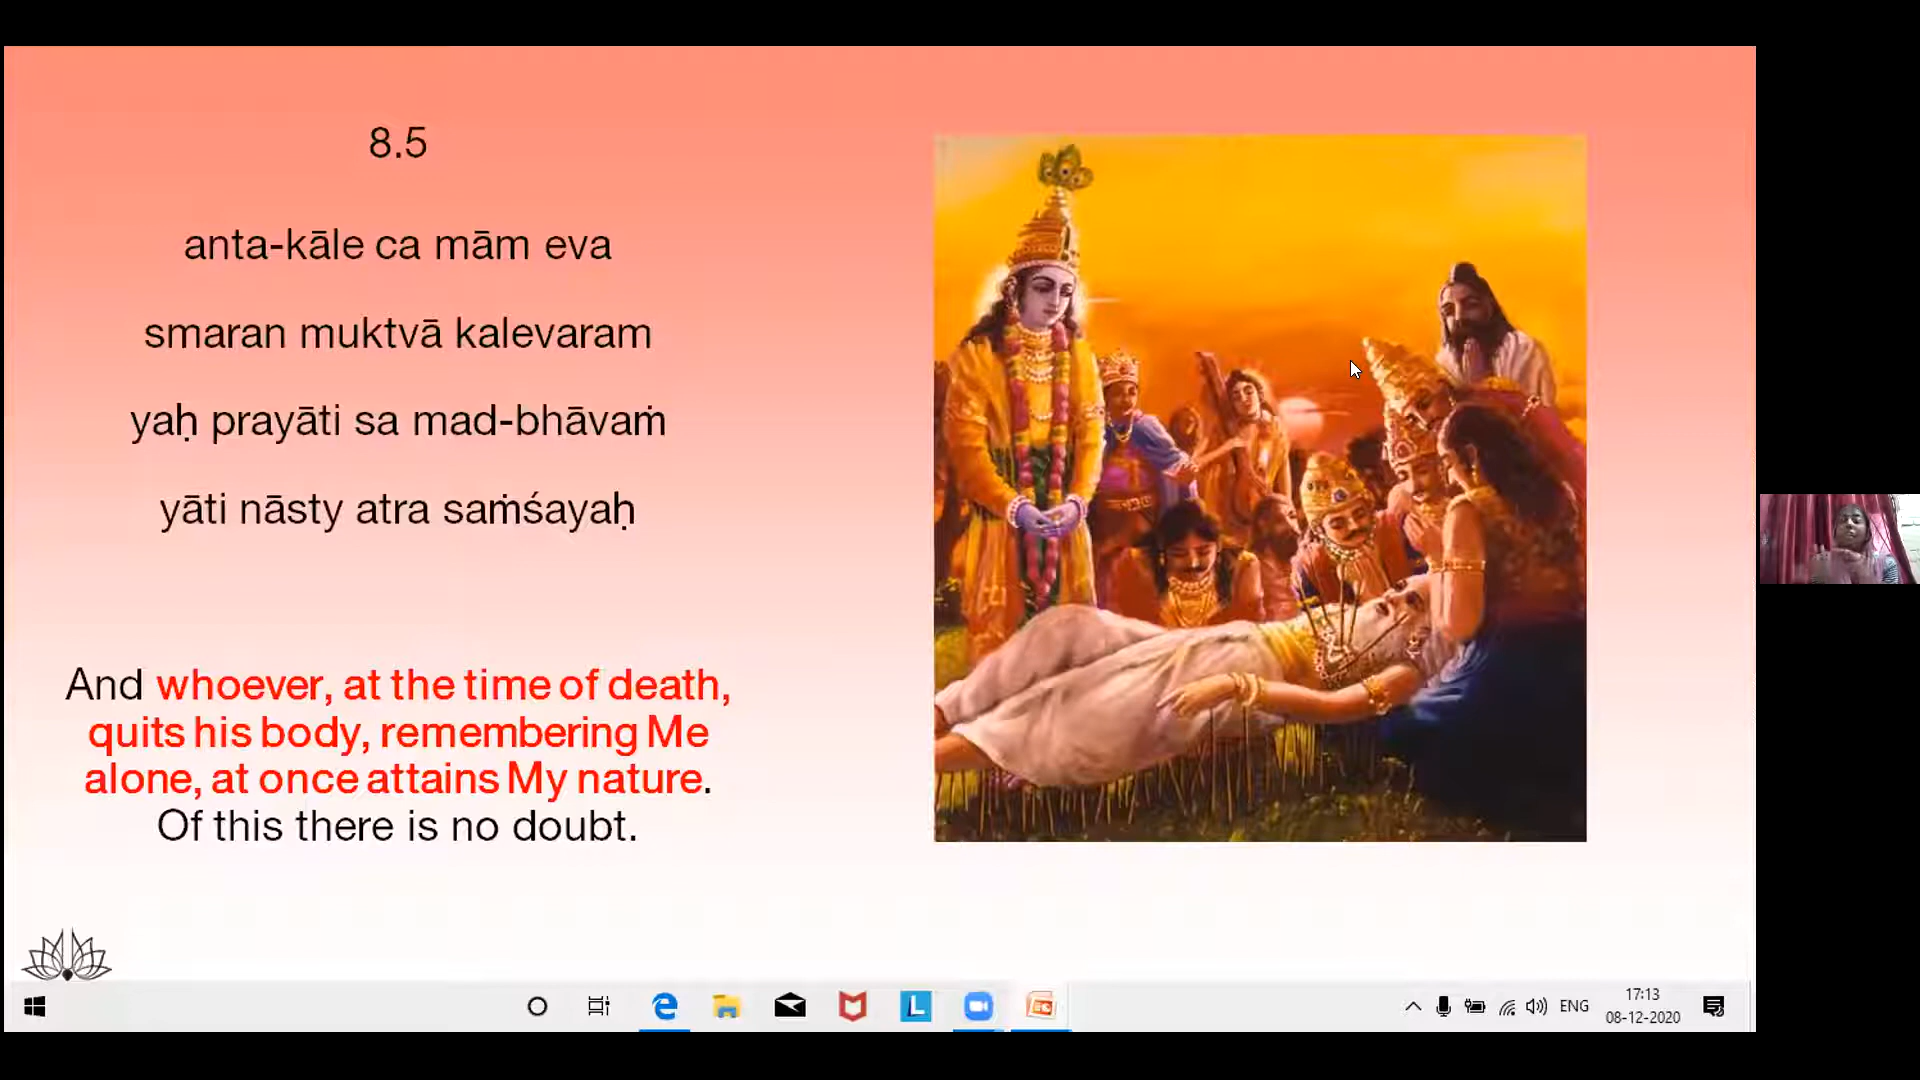 8.5
anta-kāle ca mām eva
smaran muktvā kalevaram
yaḥ prayāti sa mad-bhāvaṁ
yāti nāsty atra saṁśayaḥ
And whoever, at the time of death,
quits his body, remembering Me
alone, at once attains My nature.
Of this there is no doubt.
L
ENG
17:13
08-12-2020